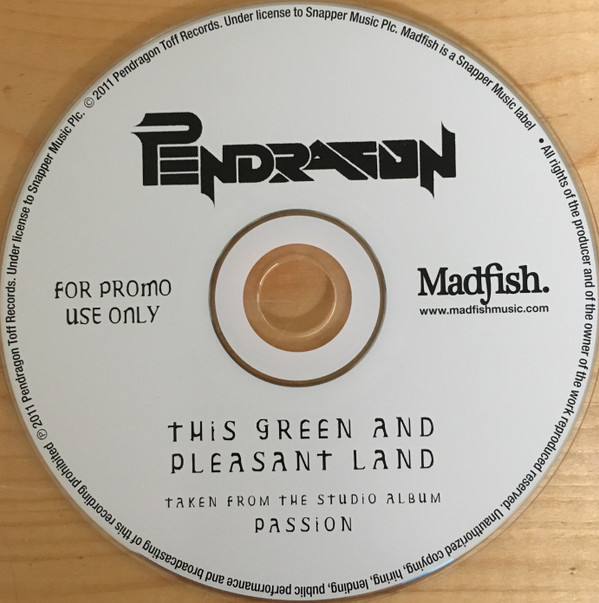 PENDRAGON
FOR PROMO
USE ONLY
Madfish.
www.madfishmusic.com
THiS GREEN AND
PLEASANT LAND
TAKEN FROM THE STUDIO ALBUM
PASSiON
℗ 2011 Pendragon Toff Records. Under license to Snapper Music Plc. © 2011 Pendragon Toff Records. Under license to Snapper Music Plc. Madfish is a Snapper Music label • All rights of the producer and of the owner of the work reproduced reserved. Unauthorized copying, hiring, lending, public performance and broadcasting of this recording prohibited